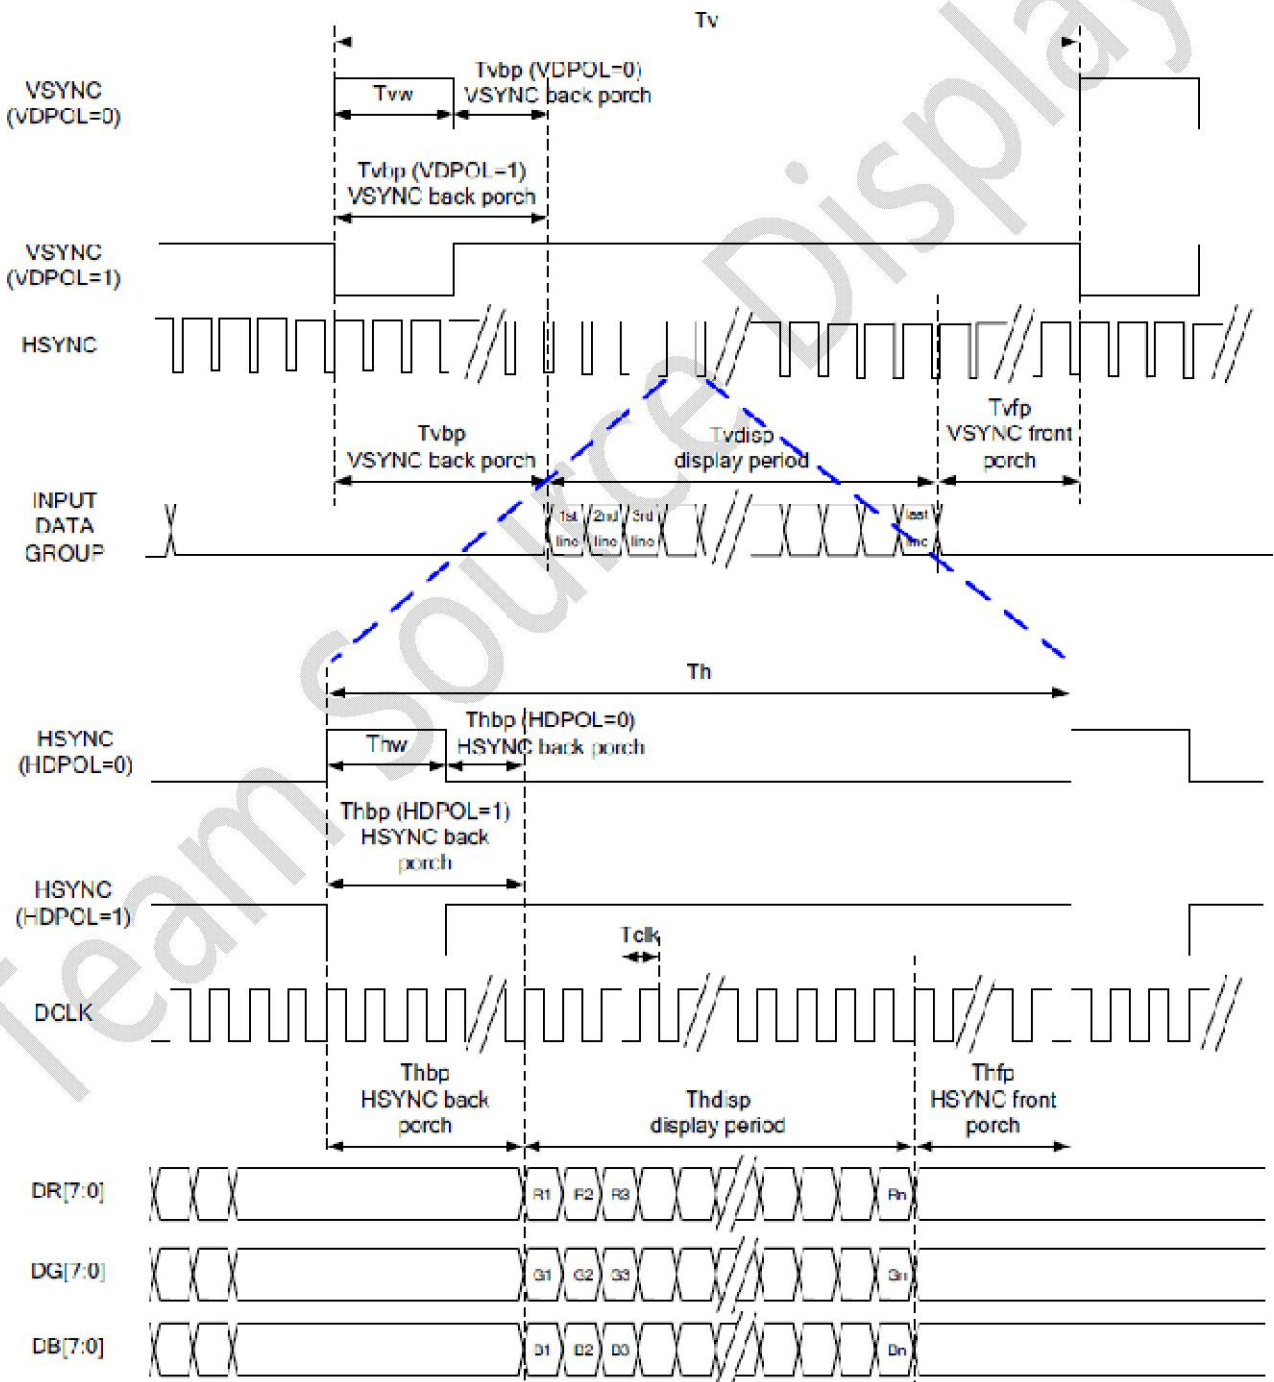 Tv
VSYNC
(VDPOL=0)
Tvw
Tvbp (VDPOL=0)
VSYNC back porch
Tvbp (VDPOL=1)
VSYNC back porch
VSYNC
(VDPOL=1)
HSYNC
Tvbp
VSYNC back porch
Tvdisp
display period
Tvfp
VSYNC front
porch
INPUT
DATA
GROUP
1st
line
2nd
line
3rd
line
last
line
Th
HSYNC
(HDPOL=0)
Thw
Thbp (HDPOL=0)
HSYNC back porch
Thbp (HDPOL=1)
HSYNC back
porch
HSYNC
(HDPOL=1)
Tclk
DCLK
Thbp
HSYNC back
porch
Thdisp
display period
Thfp
HSYNC front
porch
DR[7:0]
R1 R2 R3 Rn
DG[7:0]
G1 G2 G3 Gn
DB[7:0]
B1 B2 B3 Bn
Team Source Display